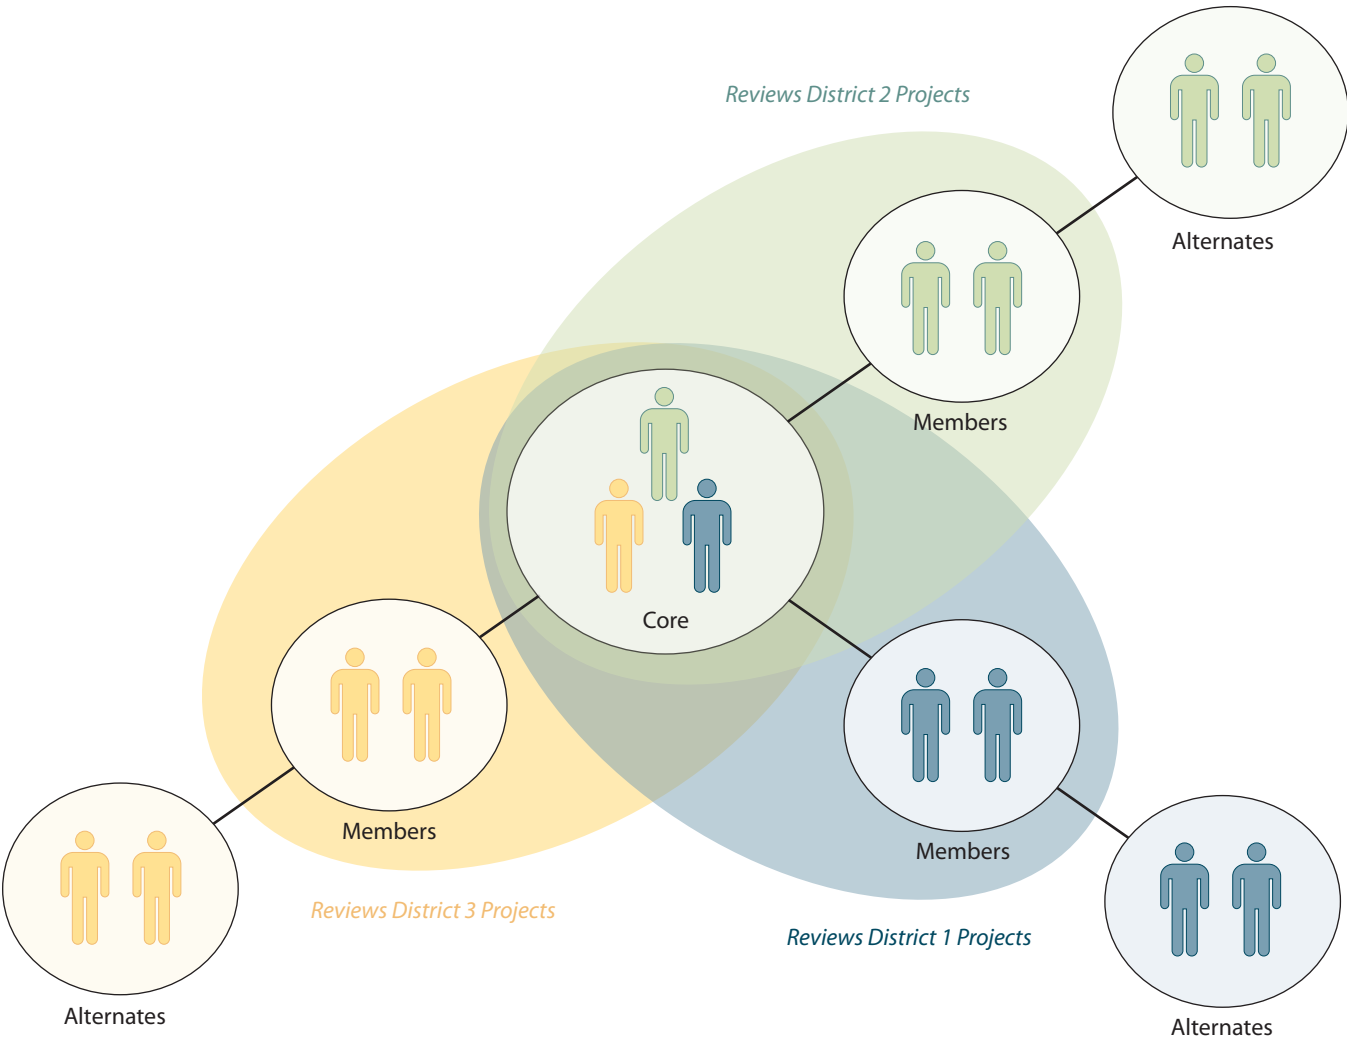 Reviews District 2 Projects
Alternates
Members
Core
Members
Members
Reviews District 3 Projects
Reviews District 1 Projects
Alternates
Alternates